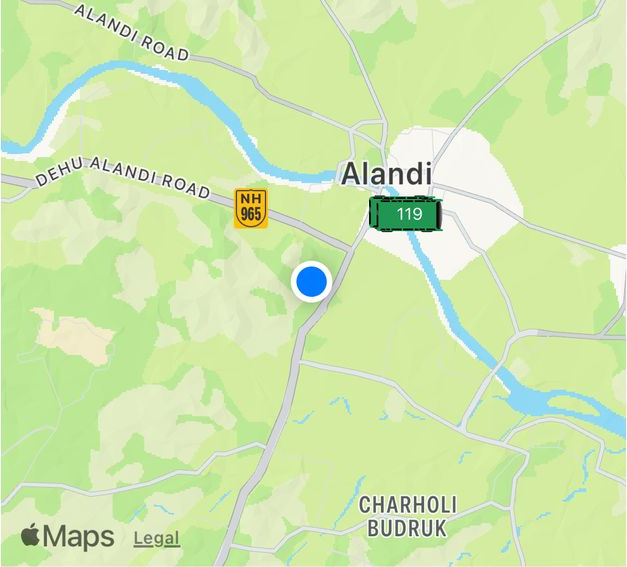 ALANDI ROAD
DEHU ALANDI ROAD
NH
965
Alandi
119
CHARHOLI
BUDRUK
Maps
Legal